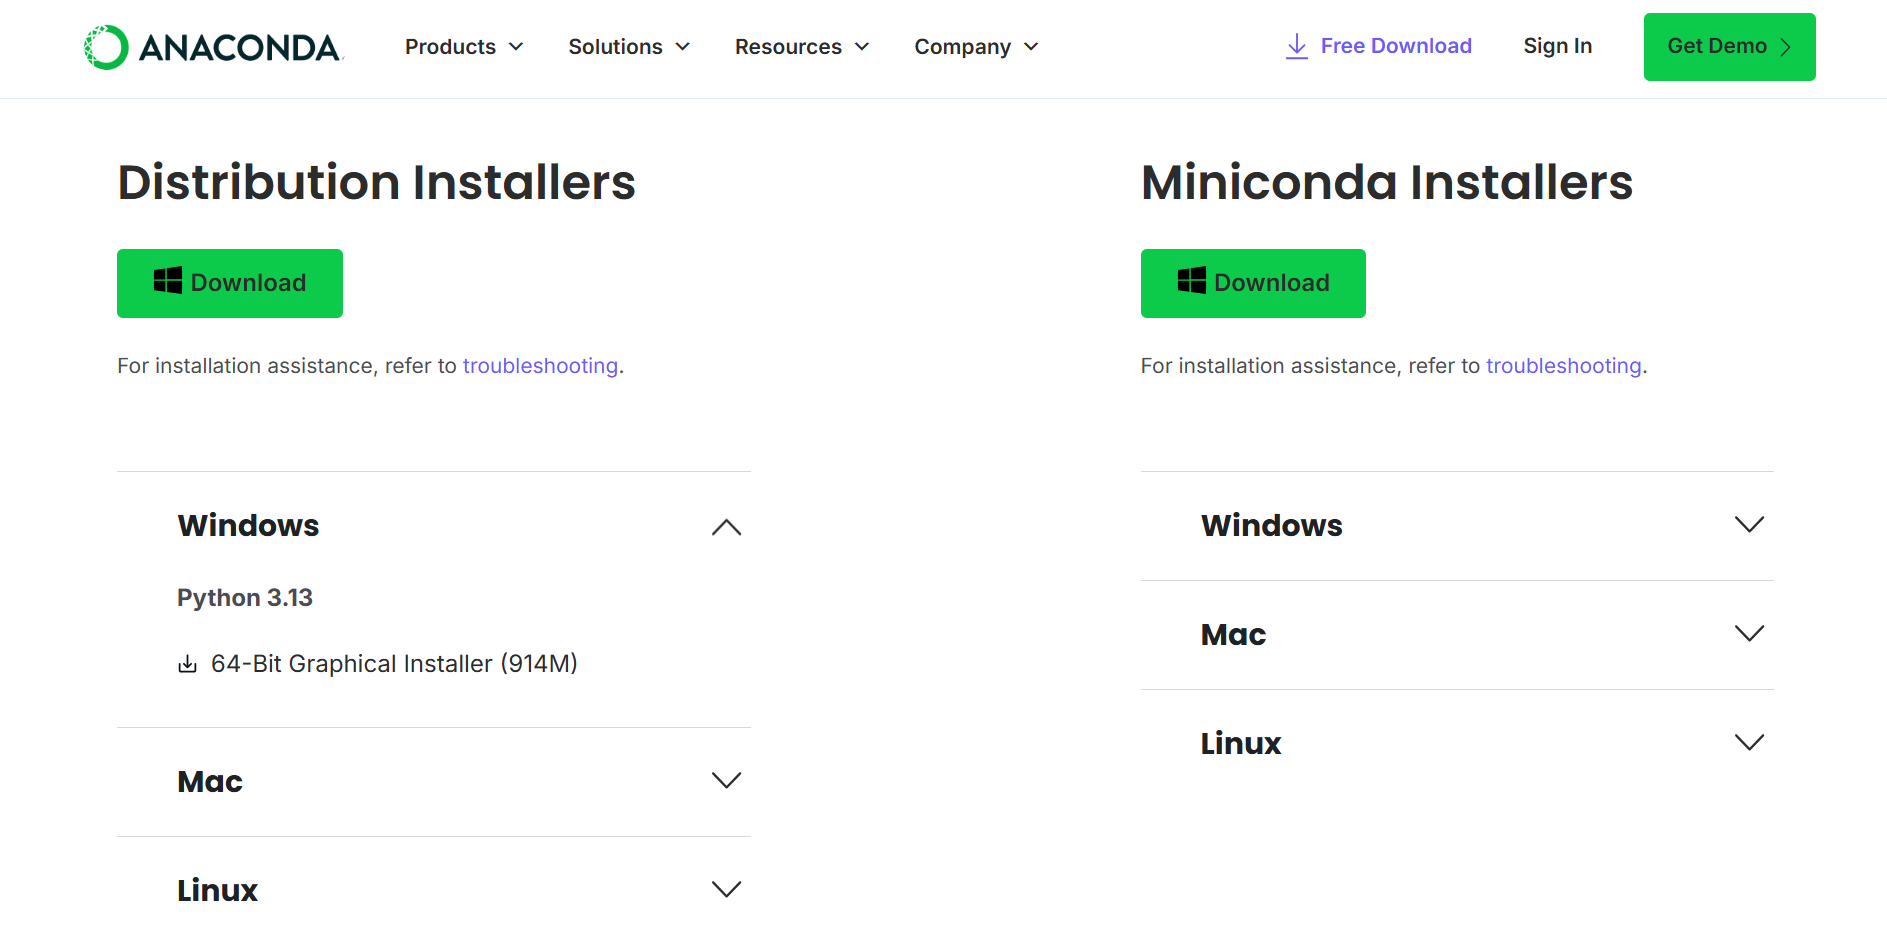 ANACONDA
Products
Solutions
Resources
Company
Free Download
Sign In
Get Demo
Distribution Installers
Download
For installation assistance, refer to troubleshooting.
Windows
Python 3.13
64-Bit Graphical Installer (914M)
Mac
Linux
Miniconda Installers
Download
For installation assistance, refer to troubleshooting.
Windows
Mac
Linux